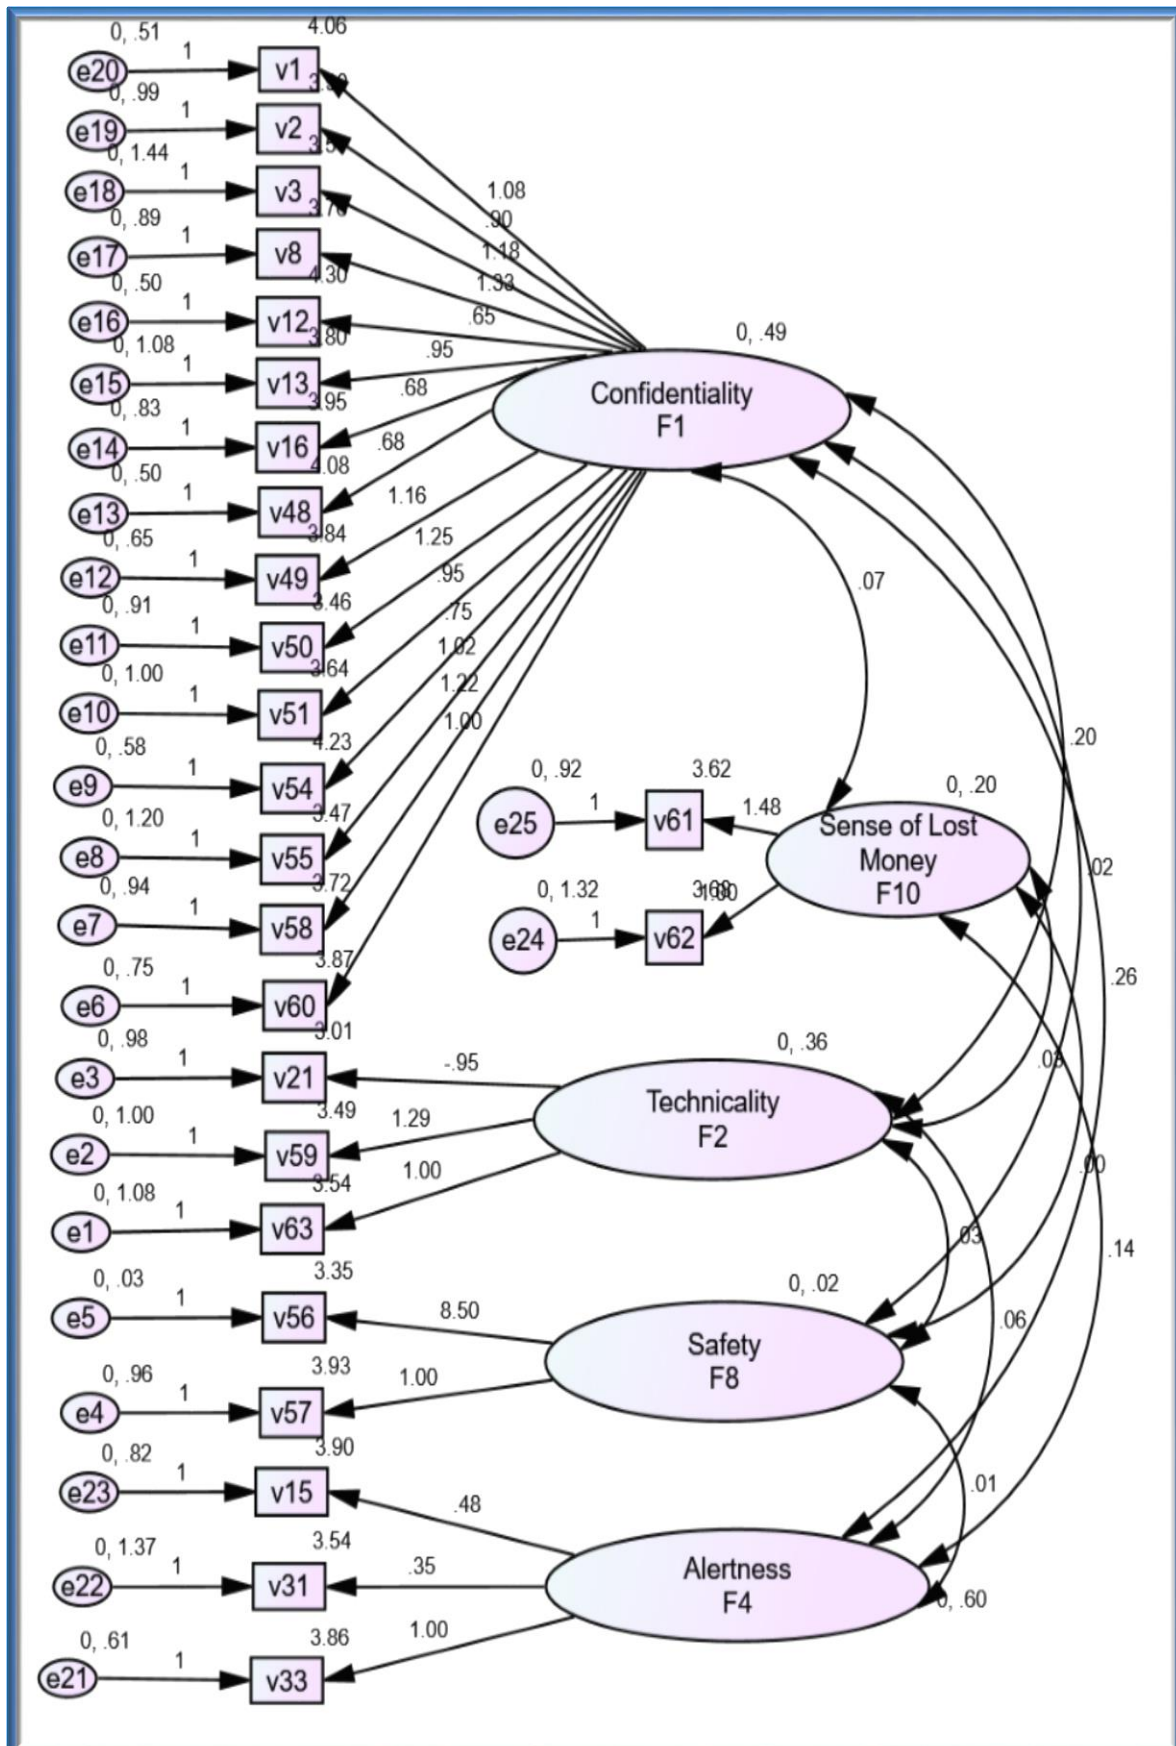 4.06
0, .51
e20
1
v1
0, .99
e19
1
v2
0, 1.44
e18
1
v3
0, .89
e17
1
v8
4.30
0, .50
e16
1
v12
3.80
0, 1.08
e15
1
v13
3.95
0, .83
e14
1
v16
4.08
0, .50
e13
1
v48
3.84
0, .65
e12
1
v49
3.46
0, .91
e11
1
v50
3.64
0, 1.00
e10
1
v51
4.23
0, .58
e9
1
v54
3.47
0, 1.20
e8
1
v55
3.72
0, .94
e7
1
v58
3.87
0, .75
e6
1
v60
3.01
1.08
.90
1.18
1.33
.65
.95
.68
.68
1.16
1.25
.95
.75
1.02
1.22
1.00
0, .49
Confidentiality
F1
.07
.20
.02
.26
.03
.00
.14
0, .92
e25
1
3.62
v61
1.48
0, 1.32
e24
1
3.68
1.00
v62
0, .20
Sense of Lost
Money
F10
0, .98
e3
1
v21
-.95
3.49
0, 1.00
e2
1
v59
1.29
3.54
0, 1.08
e1
1
v63
1.00
0, .36
Technicality
F2
.03
.06
0, .03
e5
1
3.35
v56
8.50
0, .96
e4
1
3.93
v57
1.00
0, .02
Safety
F8
.01
0, .82
e23
1
3.90
v15
.48
0, 1.37
e22
1
3.54
v31
.35
0, .61
e21
1
3.86
v33
1.00
Alertness
F4
0, .60